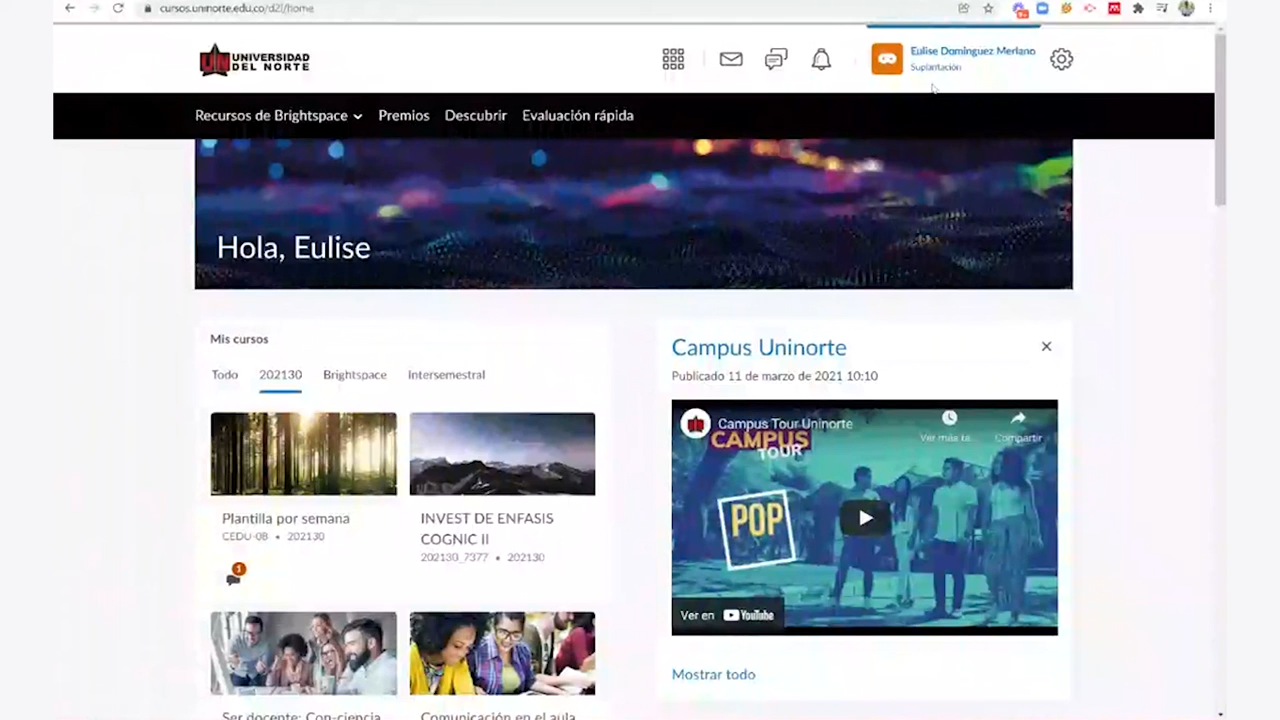 cursos.uninorte.edu.co/d2l/home
UNIVERSIDAD
DEL NORTE
Eulise Dominguez Merlano
Suplantación
Recursos de Brightspace
Premios
Descubrir
Evaluación rápida
Hola, Eulise
Mis cursos
Todo
202130
Brightspace
Intersemestral
Plantilla por semana
CEDU-08 • 202130
1
INVEST DE ENFASIS
COGNIC II
202130_7377 • 202130
Ser docente: Con-ciencia
Comunicación en el aula
Campus Uninorte
Publicado 11 de marzo de 2021 10:10
Campus Tour Uninorte
Ver más ta...
Compartir
CAMPUS
TOUR
POP
Ver en YouTube
Mostrar todo